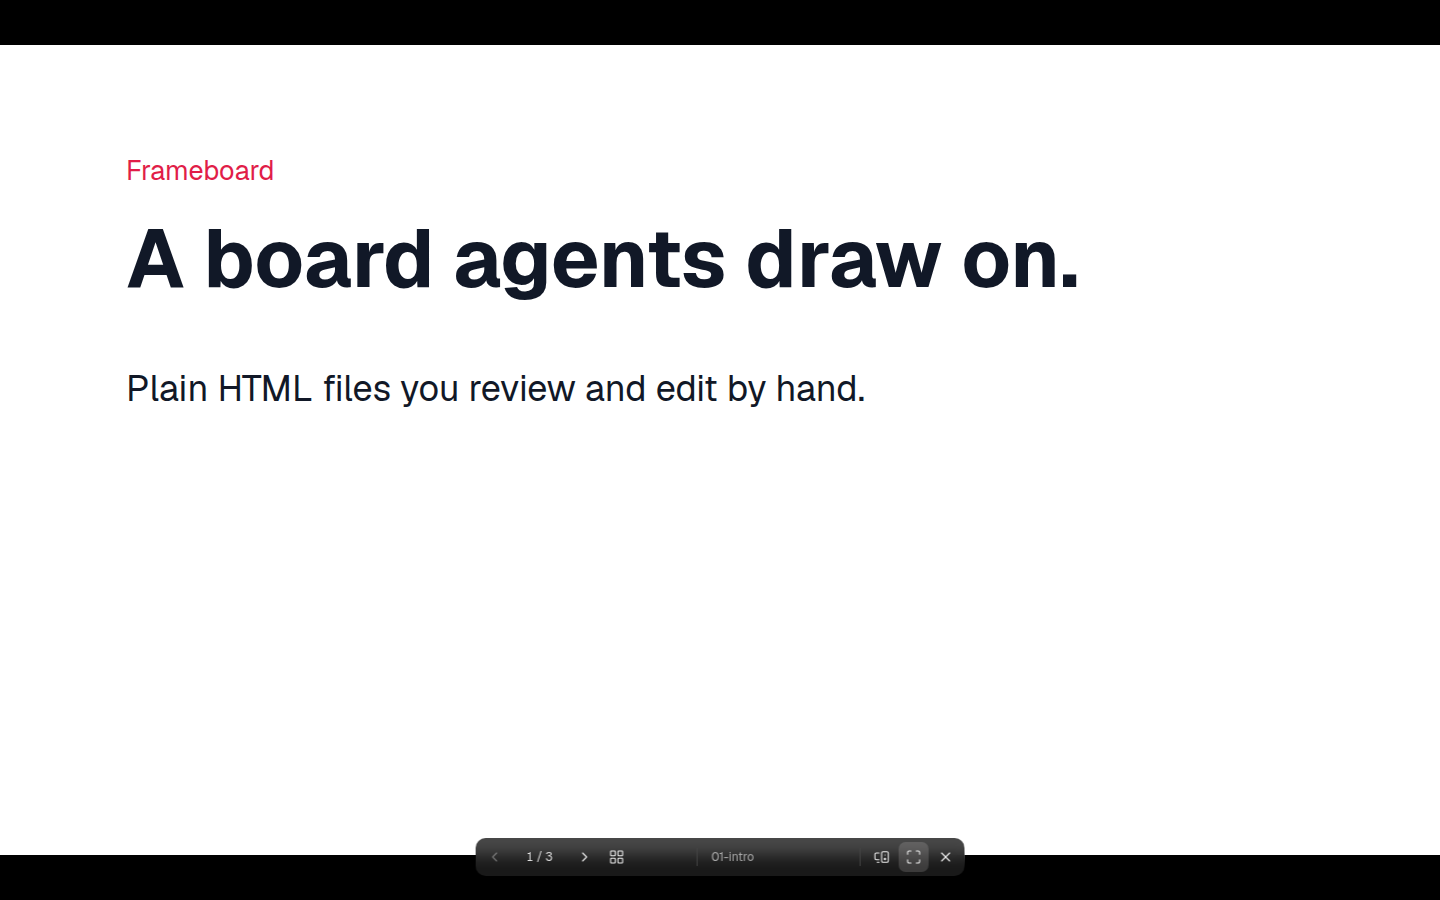 Frameboard
A board agents draw on.
Plain HTML files you review and edit by hand.
1 / 3
01-intro